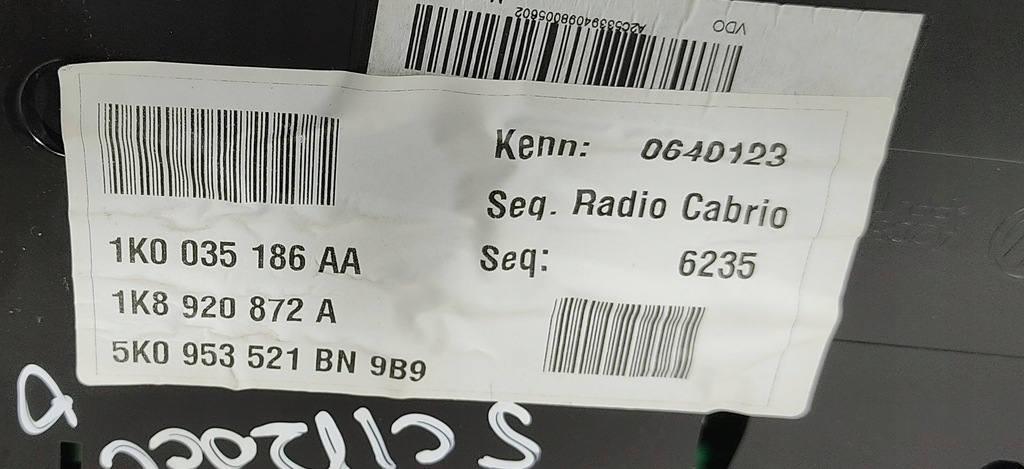 VDO
A2C53394098005602
Kenn: 0640123
Seq. Radio Cabrio
Seq: 6235
1K0 035 186 AA
1K8 920 872 A
5K0 953 521 BN 9B9